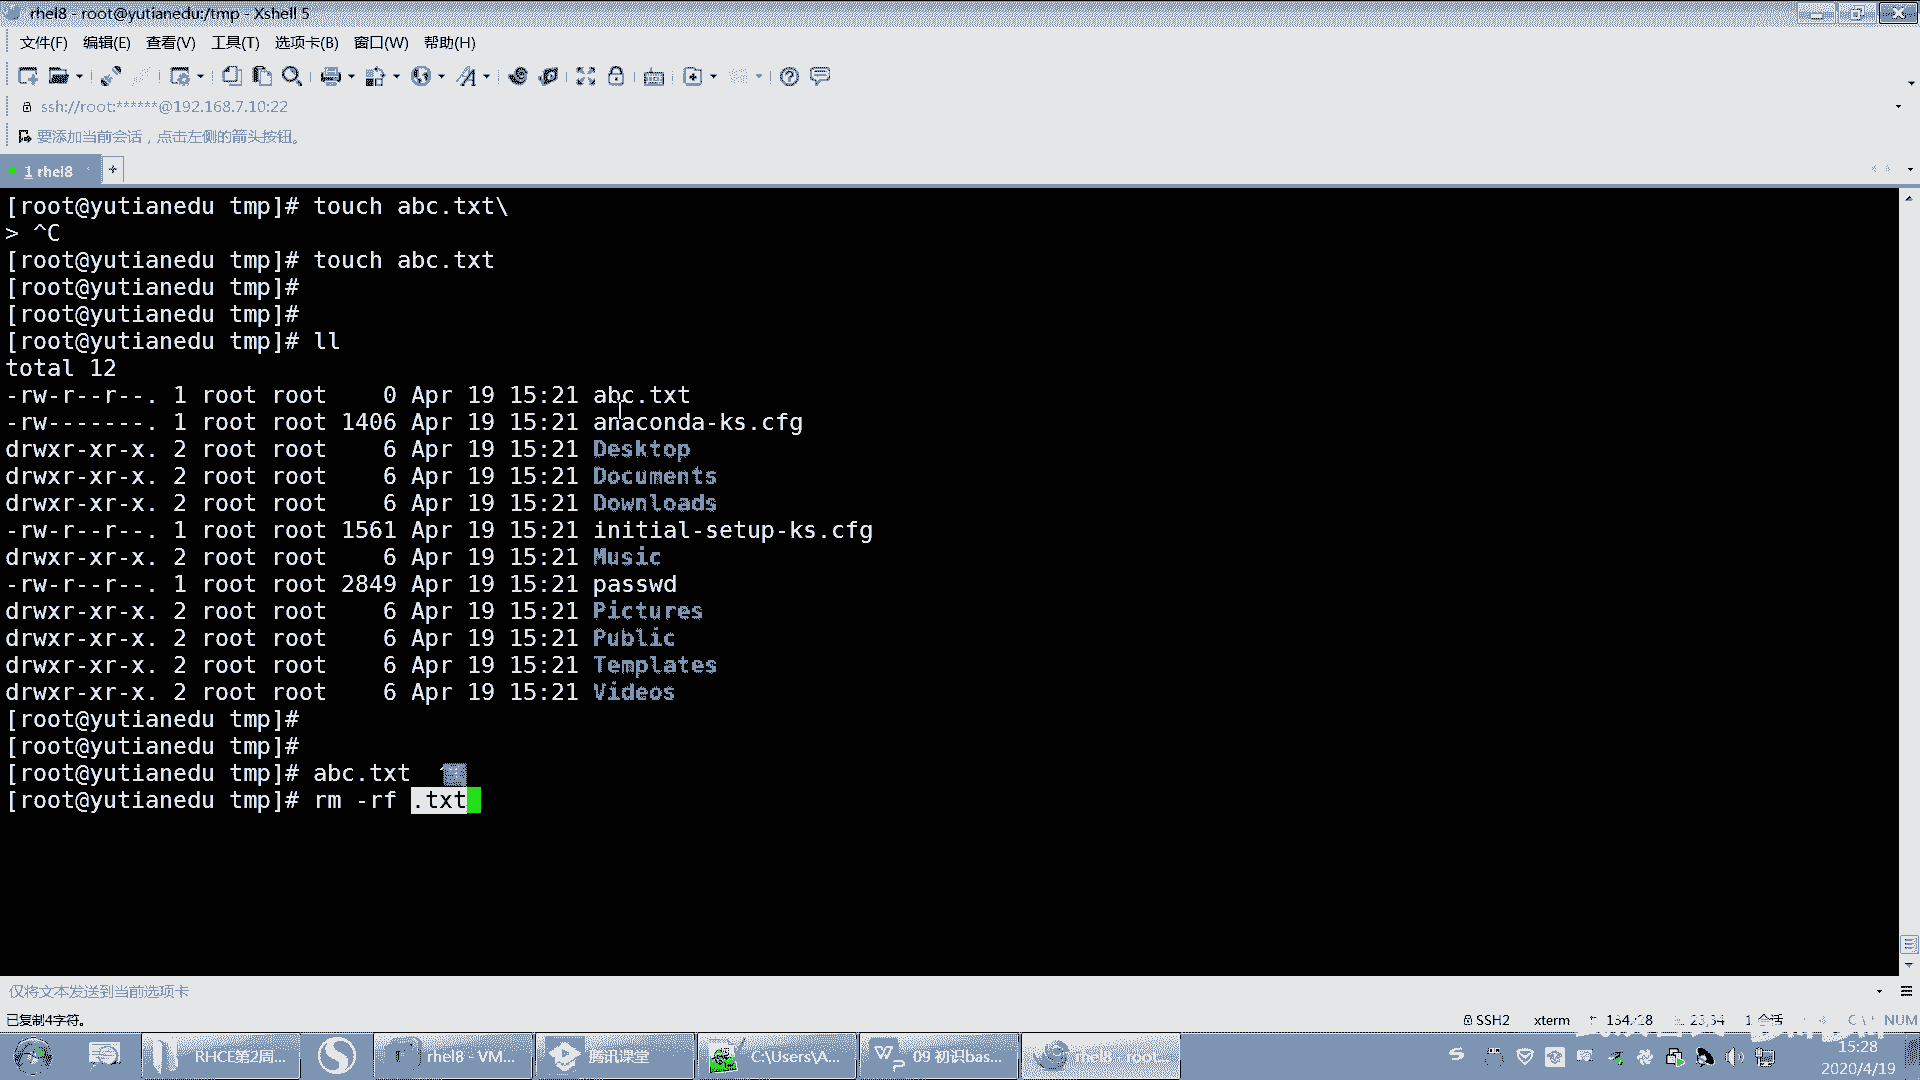 rhel8 - root@yutianedu:/tmp - Xshell 5
文件(F) 编辑(E) 查看(V) 工具(T) 选项卡(B) 窗口(W) 帮助(H)
ssh://root:******@192.168.7.10:22
要添加当前会话，点击左侧的箭头按钮。
1 rhel8
[root@yutianedu tmp]# touch abc.txt\
> ^C
[root@yutianedu tmp]# touch abc.txt
[root@yutianedu tmp]#
[root@yutianedu tmp]#
[root@yutianedu tmp]# ll
total 12
-rw-r--r--. 1 root root    0 Apr 19 15:21 abc.txt
-rw-------. 1 root root 1406 Apr 19 15:21 anaconda-ks.cfg
drwxr-xr-x. 2 root root    6 Apr 19 15:21 Desktop
drwxr-xr-x. 2 root root    6 Apr 19 15:21 Documents
drwxr-xr-x. 2 root root    6 Apr 19 15:21 Downloads
-rw-r--r--. 1 root root 1561 Apr 19 15:21 initial-setup-ks.cfg
drwxr-xr-x. 2 root root    6 Apr 19 15:21 Music
-rw-r--r--. 1 root root 2849 Apr 19 15:21 passwd
drwxr-xr-x. 2 root root    6 Apr 19 15:21 Pictures
drwxr-xr-x. 2 root root    6 Apr 19 15:21 Public
drwxr-xr-x. 2 root root    6 Apr 19 15:21 Templates
drwxr-xr-x. 2 root root    6 Apr 19 15:21 Videos
[root@yutianedu tmp]#
[root@yutianedu tmp]#
[root@yutianedu tmp]# abc.txt
[root@yutianedu tmp]# rm -rf .txt
仅将文本发送到当前选项卡
已复制4字符。 SSH2 xterm 1 会话 NUM
RHCE第2周... rhel8 - VM... 腾讯课堂 C:\Users\A... 09 初识bas... rhel8 - root...
15:28
2020/4/19